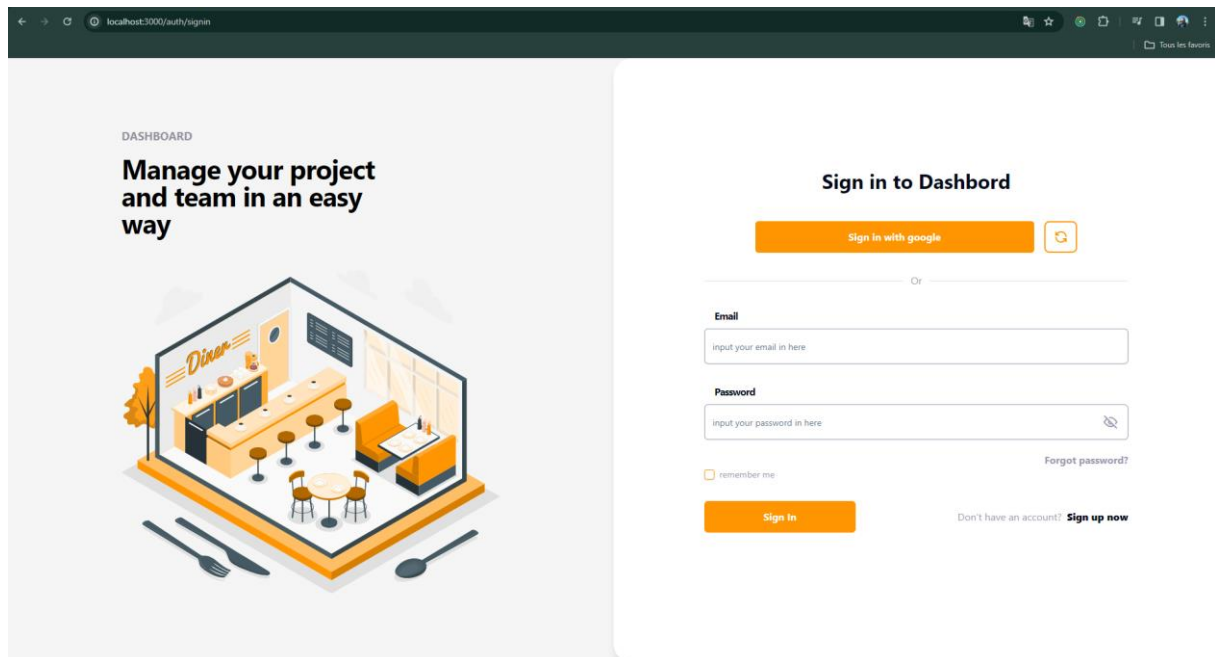 localhost:3000/auth/signin
Tous les favoris
DASHBOARD
Manage your project
and team in an easy
way
Diner
Sign in to Dashbord
Sign in with google
Or
Email
input your email in here
Password
input your password in here
Forgot password?
remember me
Sign In
Don't have an account? Sign up now